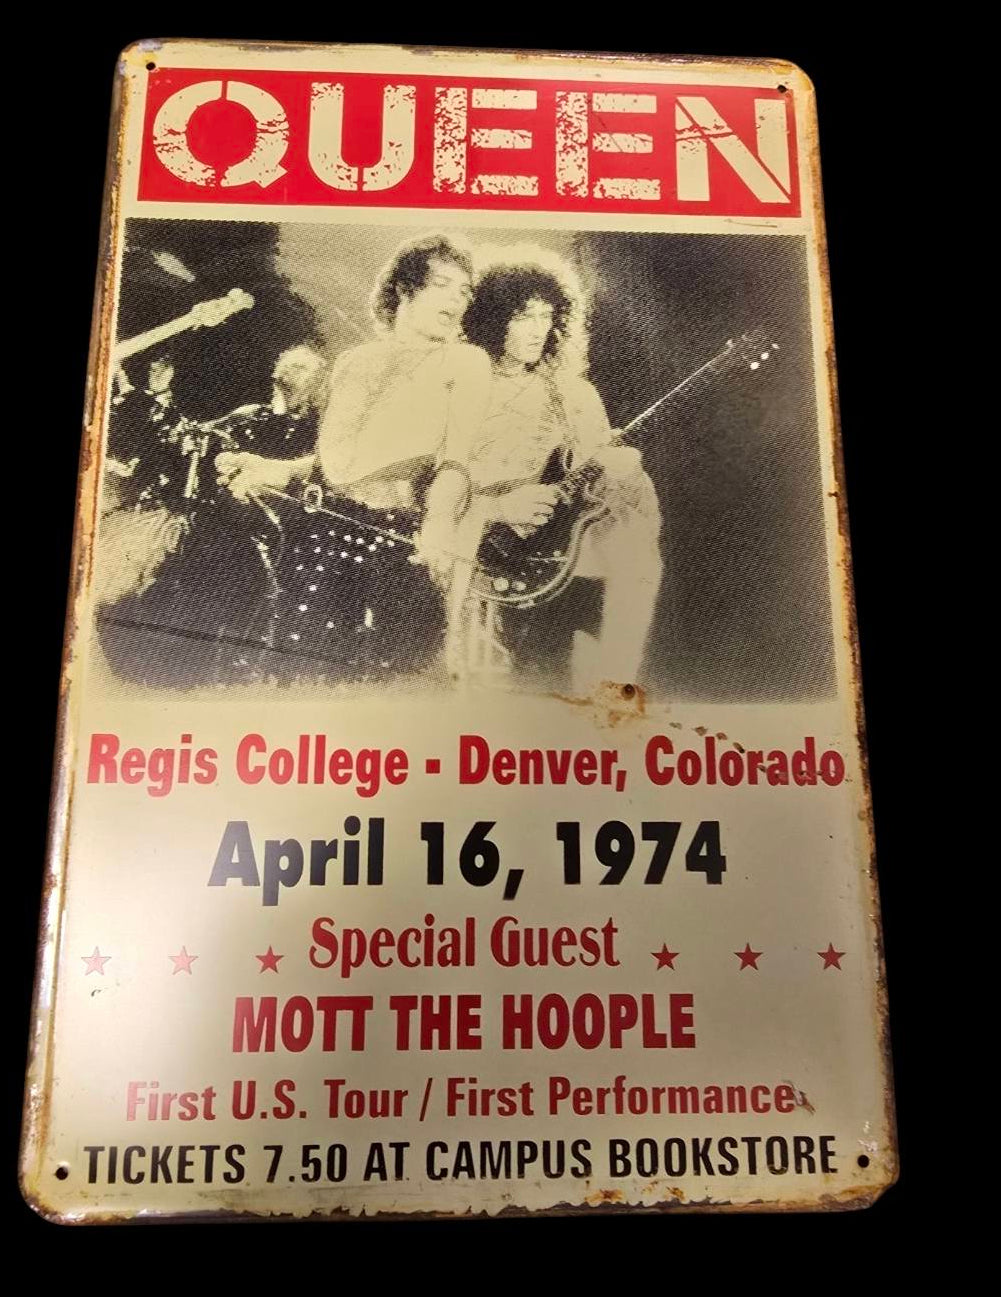 QUEEN
Regis College - Denver, Colorado
April 16, 1974
Special Guest
MOTT THE HOOPLE
First U.S. Tour / First Performance
TICKETS 7.50 AT CAMPUS BOOKSTORE